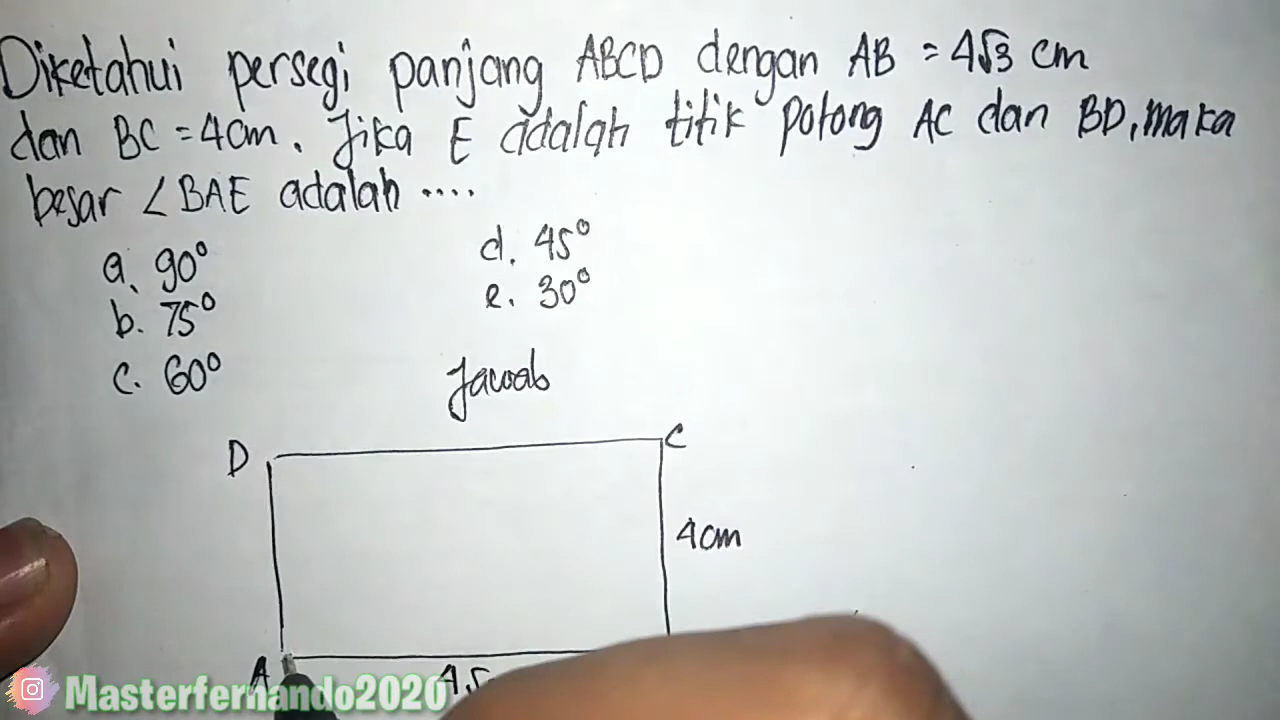 Diketahui persegi panjang ABCD dengan AB = 4√3 cm
dan BC = 4cm. Jika E adalah titik potong AC dan BD, maka
besar ∠BAE adalah ....
a. 90°
b. 75°
c. 60°
d. 45°
e. 30°
Jawab
D
C
4cm
A
4√
Masterfernando2020